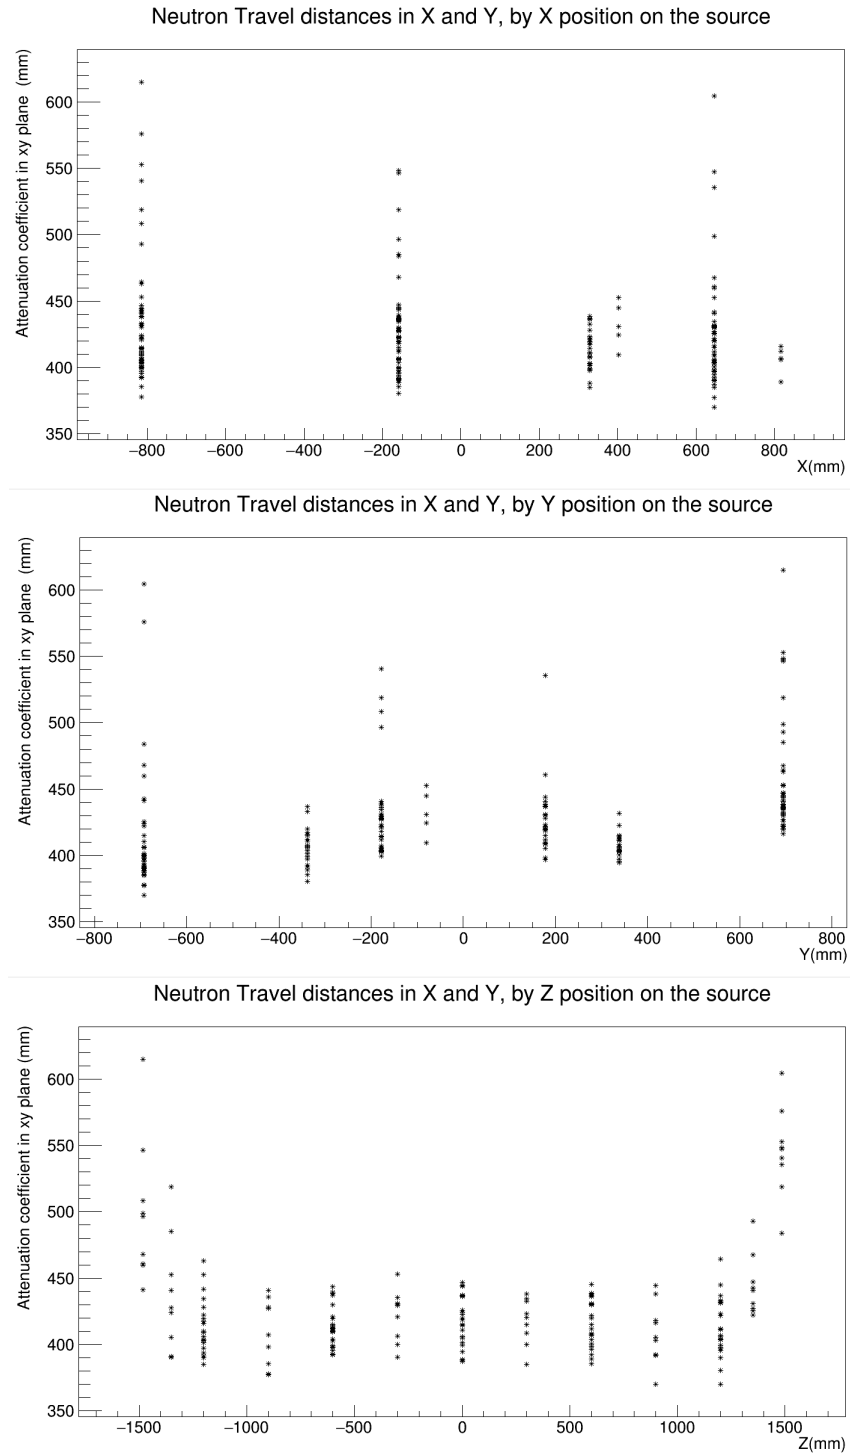 Neutron Travel distances in X and Y, by X position on the source
Attenuation coefficient in xy plane (mm)
600
550
500
450
400
350
−800 −600 −400 −200 0 200 400 600 800
X(mm)
Neutron Travel distances in X and Y, by Y position on the source
Attenuation coefficient in xy plane (mm)
600
550
500
450
400
350
−800 −600 −400 −200 0 200 400 600 800
Y(mm)
Neutron Travel distances in X and Y, by Z position on the source
Attenuation coefficient in xy plane (mm)
600
550
500
450
400
350
−1500 −1000 −500 0 500 1000 1500
Z(mm)